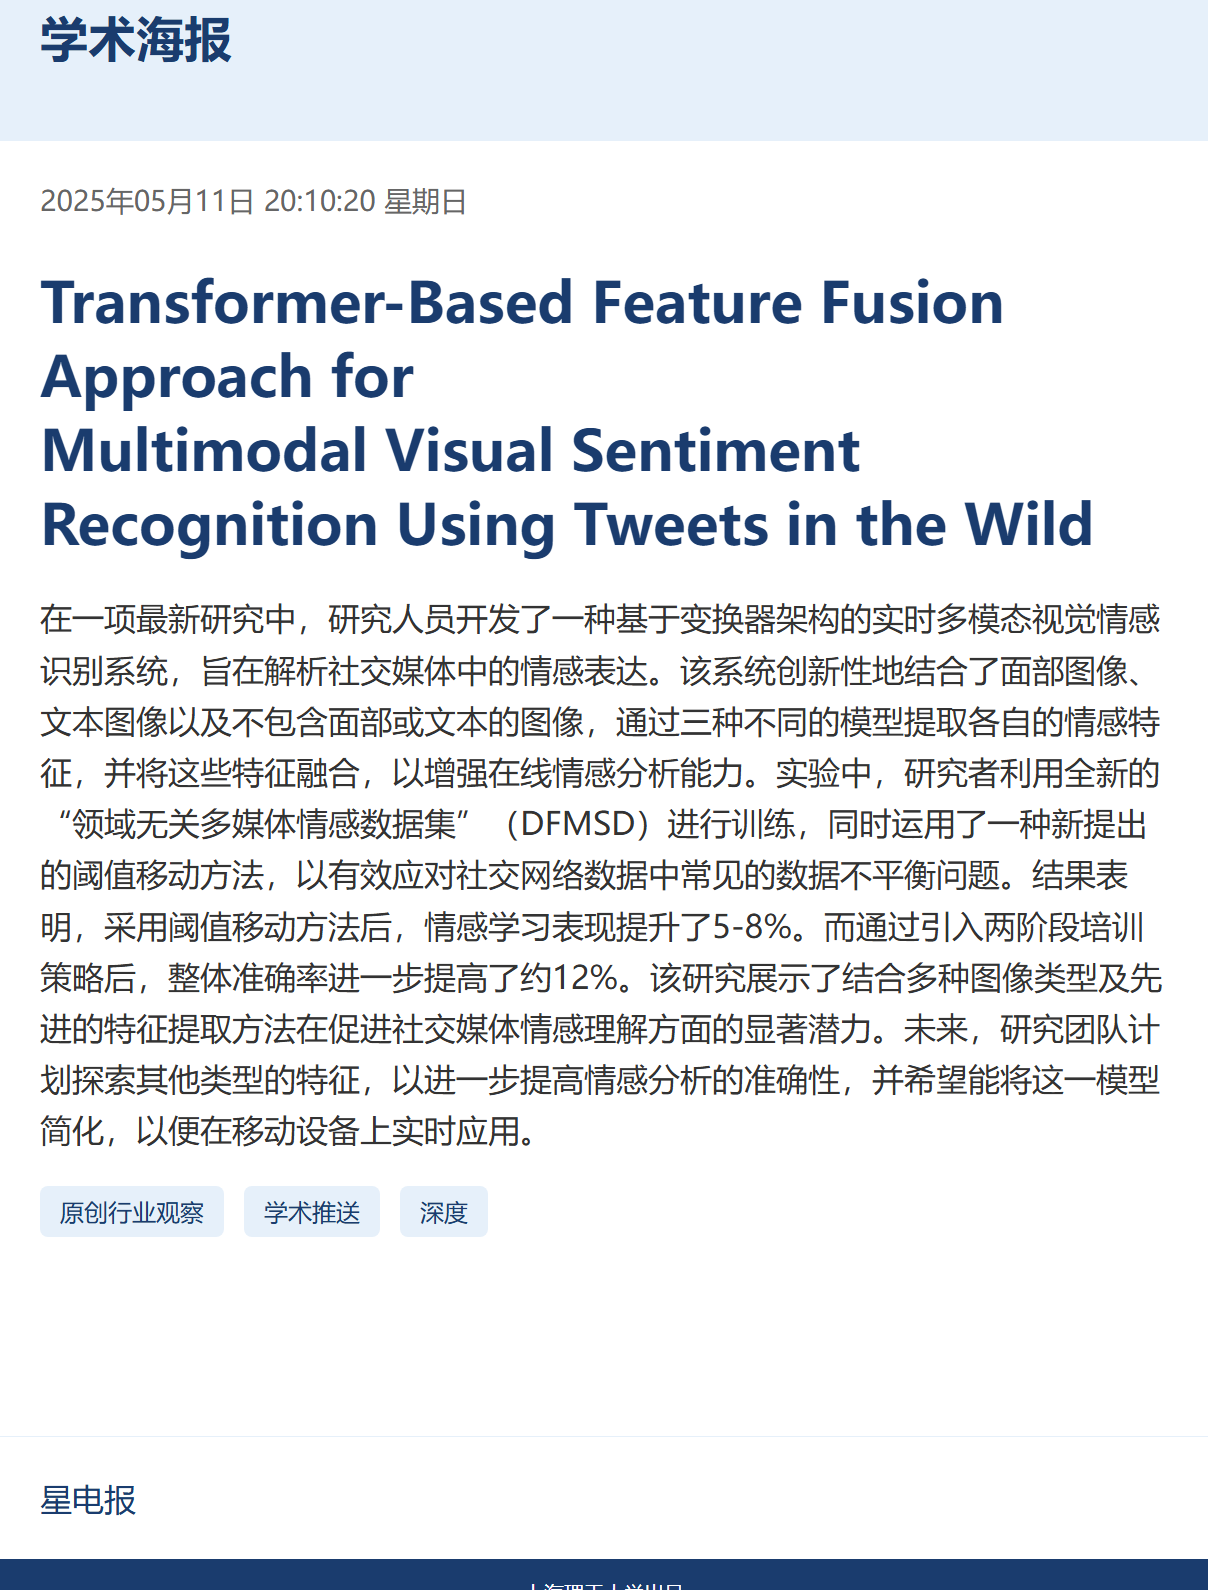 学术海报
2025年05月11日 20:10:20 星期日
Transformer-Based Feature Fusion
Approach for
Multimodal Visual Sentiment
Recognition Using Tweets in the Wild
在一项最新研究中，研究人员开发了一种基于变换器架构的实时多模态视觉情感
识别系统，旨在解析社交媒体中的情感表达。该系统创新性地结合了面部图像、
文本图像以及不包含面部或文本的图像，通过三种不同的模型提取各自的情感特
征，并将这些特征融合，以增强在线情感分析能力。实验中，研究者利用全新的
“领域无关多媒体情感数据集”（DFMSD）进行训练，同时运用了一种新提出
的阈值移动方法，以有效应对社交网络数据中常见的数据不平衡问题。结果表
明，采用阈值移动方法后，情感学习表现提升了5-8%。而通过引入两阶段培训
策略后，整体准确率进一步提高了约12%。该研究展示了结合多种图像类型及先
进的特征提取方法在促进社交媒体情感理解方面的显著潜力。未来，研究团队计
划探索其他类型的特征，以进一步提高情感分析的准确性，并希望能将这一模型
简化，以便在移动设备上实时应用。
原创行业观察 学术推送 深度
星电报